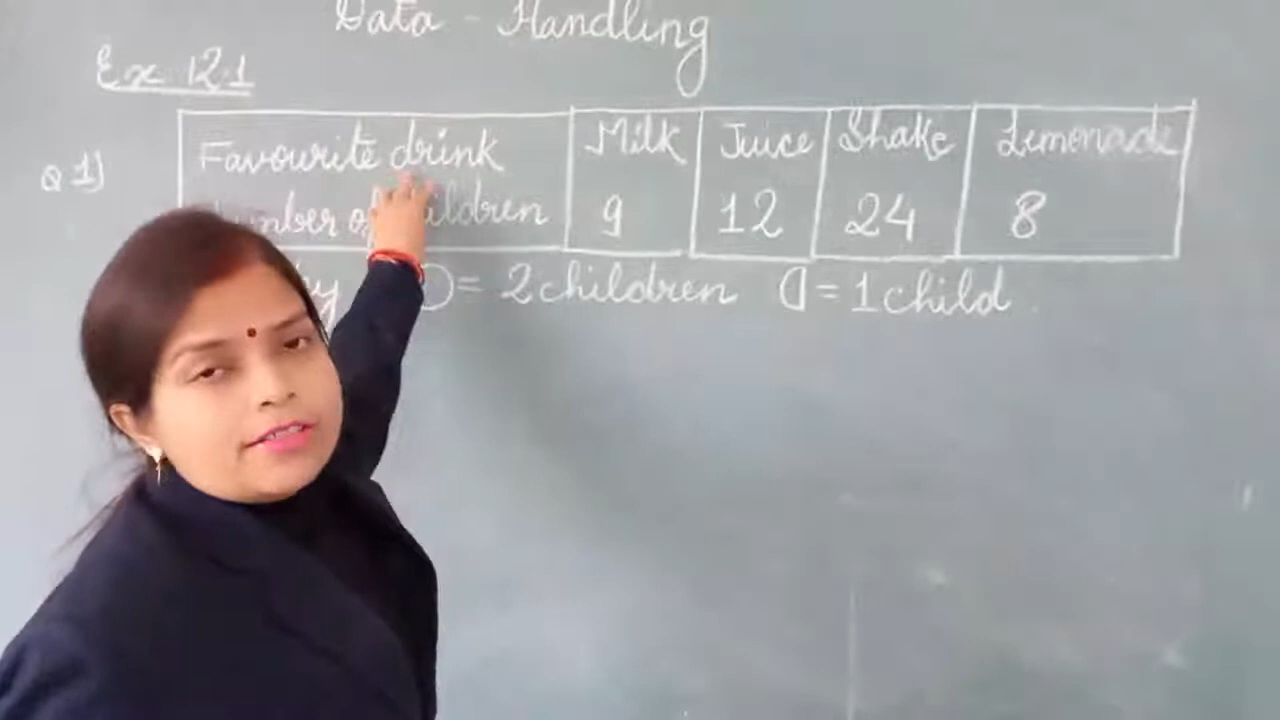 Data - Handling
Ex 12.1
Q 1)
Favourite drink Milk Juice Shake Lemonade
Number of children 9 12 24 8
= 2 children D = 1 child